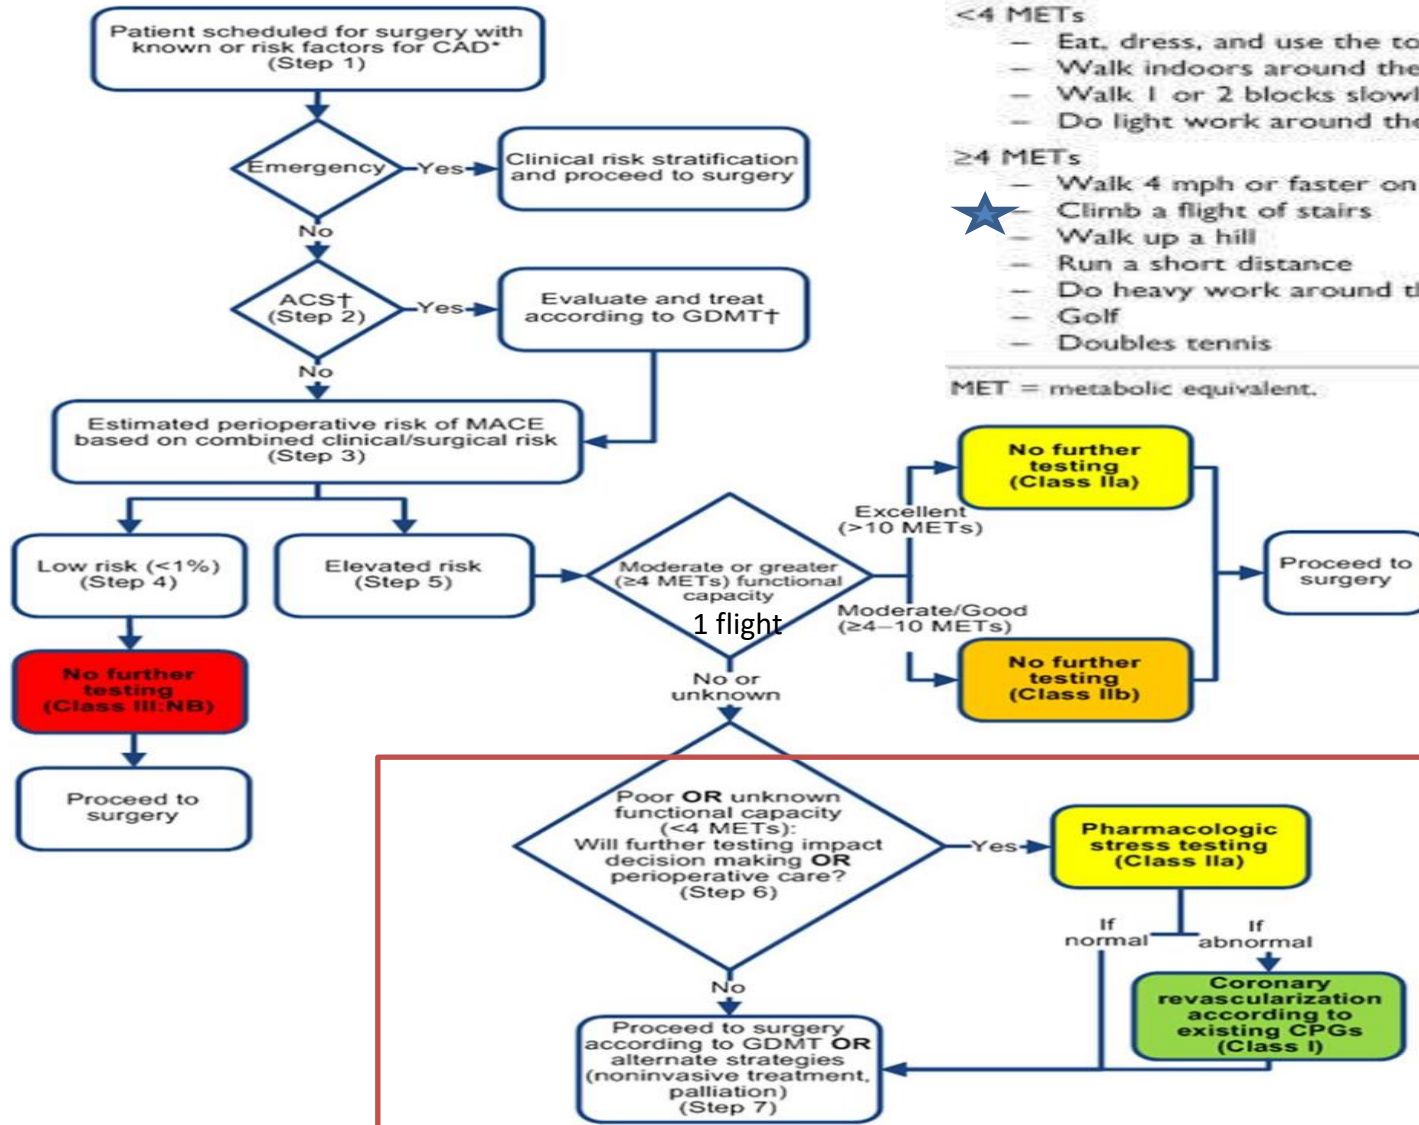 Patient scheduled for surgery with
known or risk factors for CAD*
(Step 1)
Emergency
Yes
Clinical risk stratification
and proceed to surgery
No
ACS†
(Step 2)
Yes
Evaluate and treat
according to GDMT†
No
Estimated perioperative risk of MACE
based on combined clinical/surgical risk
(Step 3)
Low risk (<1%)
(Step 4)
Elevated risk
(Step 5)
No further
testing
(Class III:NB)
Proceed to
surgery
Moderate or greater
(≥4 METs) functional
capacity
1 flight
Excellent
(>10 METs)
No further
testing
(Class IIa)
Moderate/Good
(≥4–10 METs)
No further
testing
(Class IIb)
Proceed to
surgery
No or
unknown
Poor OR unknown
functional capacity
(<4 METs):
Will further testing impact
decision making OR
perioperative care?
(Step 6)
Yes
Pharmacologic
stress testing
(Class IIa)
If
normal
If
abnormal
Coronary
revascularization
according to
existing CPGs
(Class I)
No
Proceed to surgery
according to GDMT OR
alternate strategies
(noninvasive treatment,
palliation)
(Step 7)
<4 METs
– Eat, dress, and use the
– Walk indoors around the
– Walk 1 or 2 blocks
– Do light work around
≥4 METs
– Walk 4 mph or faster on
– Climb a flight of stairs
– Walk up a hill
– Run a short distance
– Do heavy work around
– Golf
– Doubles tennis
MET = metabolic equivalent.